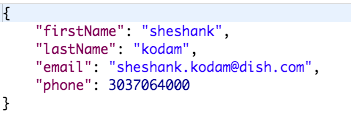 {
    "firstName": "sheshank",
    "lastName": "kodam",
    "email": "sheshank.kodam@dish.com",
    "phone": 3037064000
}